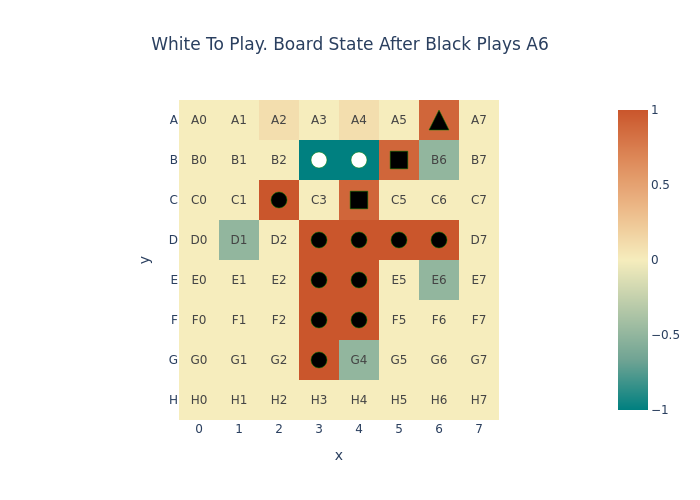 White To Play. Board State After Black Plays A6
A A0 A1 A2 A3 A4 A5 A7
B B0 B1 B2 B6 B7
C C0 C1 C3 C5 C6 C7
D D0 D1 D2 D7
E E0 E1 E2 E5 E6 E7
F F0 F1 F2 F5 F6 F7
G G0 G1 G2 G4 G5 G6 G7
H H0 H1 H2 H3 H4 H5 H6 H7
0 1 2 3 4 5 6 7
x
y
1
0.5
0
−0.5
−1